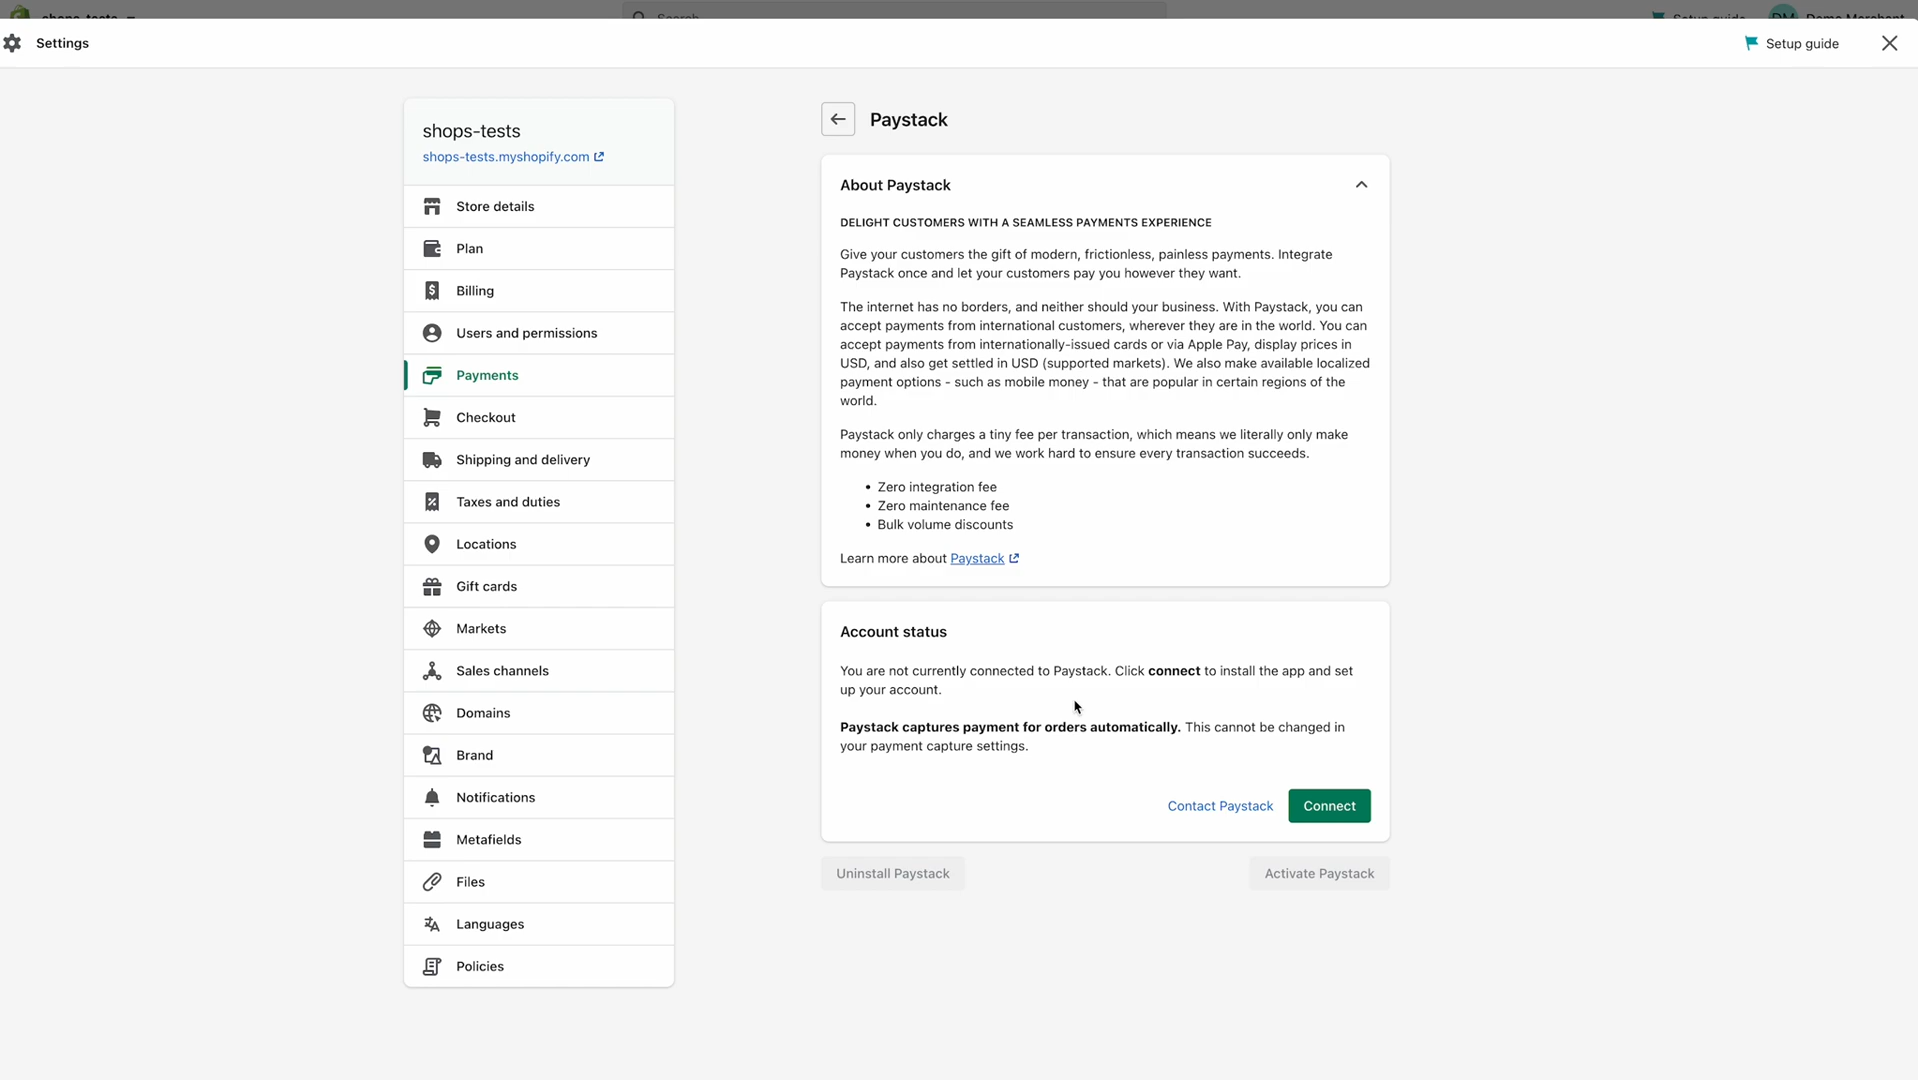 Settings
Setup guide
shops-tests
shops-tests.myshopify.com
Store details
Plan
Billing
Users and permissions
Payments
Checkout
Shipping and delivery
Taxes and duties
Locations
Gift cards
Markets
Sales channels
Domains
Brand
Notifications
Metafields
Files
Languages
Policies
Paystack
About Paystack
DELIGHT CUSTOMERS WITH A SEAMLESS PAYMENTS EXPERIENCE
Give your customers the gift of modern, frictionless, painless payments. Integrate
Paystack once and let your customers pay you however they want.
The internet has no borders, and neither should your business. With Paystack, you can
accept payments from international customers, wherever they are in the world. You can
accept payments from internationally-issued cards or via Apple Pay, display prices in
USD, and also get settled in USD (supported markets). We also make available localized
payment options - such as mobile money - that are popular in certain regions of the
world.
Paystack only charges a tiny fee per transaction, which means we literally only make
money when you do, and we work hard to ensure every transaction succeeds.
• Zero integration fee
• Zero maintenance fee
• Bulk volume discounts
Learn more about Paystack
Account status
You are not currently connected to Paystack. Click connect to install the app and set
up your account.
Paystack captures payment for orders automatically. This cannot be changed in
your payment capture settings.
Contact Paystack
Connect
Uninstall Paystack
Activate Paystack